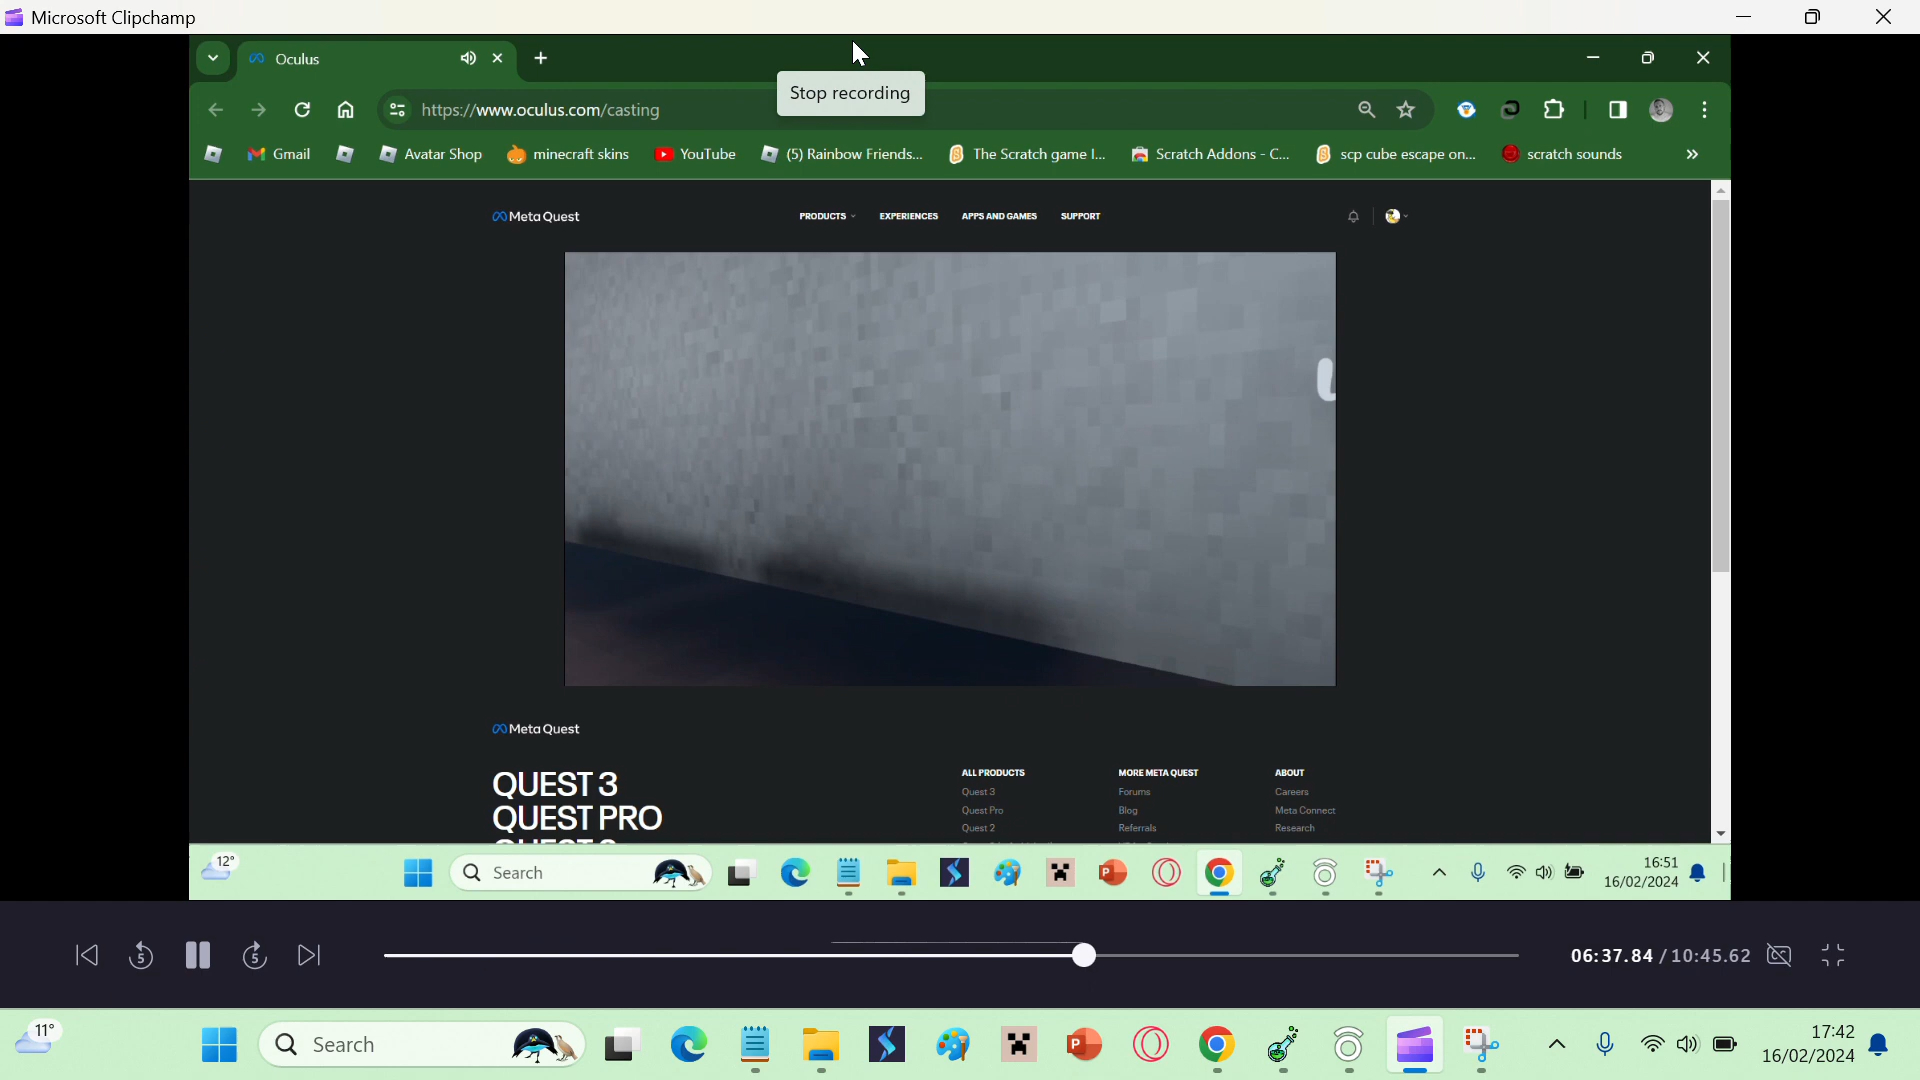 Microsoft Clipchamp
Oculus
Stop recording
https://www.oculus.com/casting
Gmail
Avatar Shop
minecraft skins
YouTube
(5) Rainbow Friends...
The Scratch game I...
Scratch Addons - C...
scp cube escape on...
scratch sounds
Meta Quest
PRODUCTS
EXPERIENCES
APPS AND GAMES
SUPPORT
Meta Quest
QUEST 3
QUEST PRO
ALL PRODUCTS
Quest 3
Quest Pro
Quest 2
MORE META QUEST
Forums
Blog
Referrals
ABOUT
Careers
Meta Connect
Research
12°
Search
16:51
16/02/2024
5
5
06:37.84 / 10:45.62
11°
Search
17:42
16/02/2024